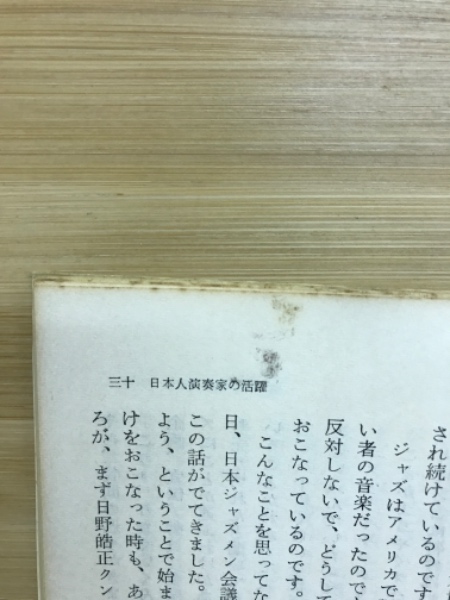 三十　日本人演奏家の活躍
され続けているのです
ジャズはアメリカで
い者の音楽だったので
反対しないで、どうして
おこなっているのです。
こんなことを思ってな
日、日本ジャズメン会議
この話がでてきました。
よう、ということで始ま
けをおこなった時も、あ
ろが、まず日野皓正クン